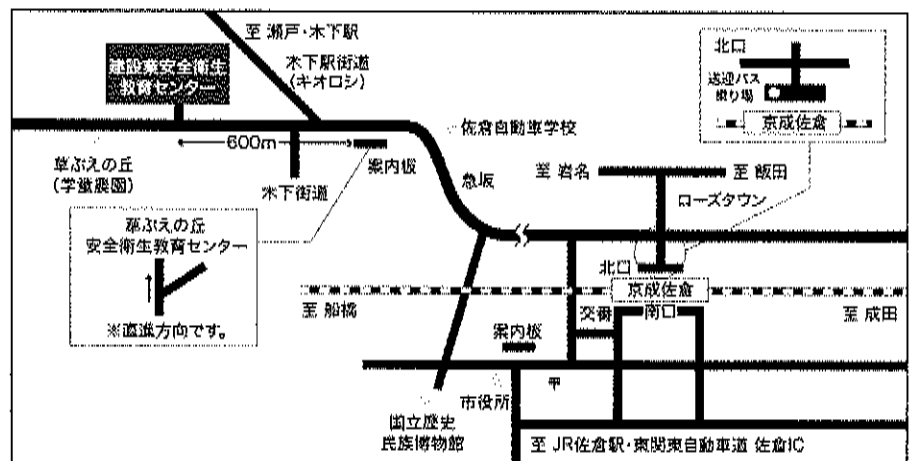 至 瀬戸・木下駅
木下駅街道
(キオロシ)
建設業安全衛生
教育センター
600m
佐倉自動車学校
草ぶえの丘
(学童農園)
木下街道
案内板
急坂
草ぶえの丘
安全衛生教育センター
※直進方向です。
北口
送迎バス
乗り場
京成佐倉
至 岩名
至 飯田
ローズタウン
北口
京成佐倉
至 船橋
交番
南口
至 成田
案内板
〒
市役所
国立歴史
民族博物館
至 JR佐倉駅・東関東自動車道 佐倉IC